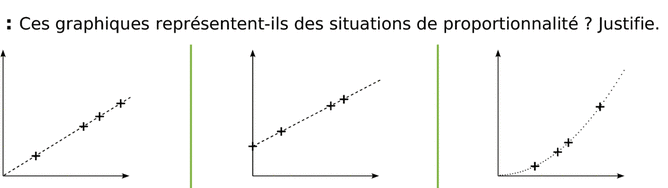 : Ces graphiques représentent-ils des situations de proportionnalité ? Justifie.